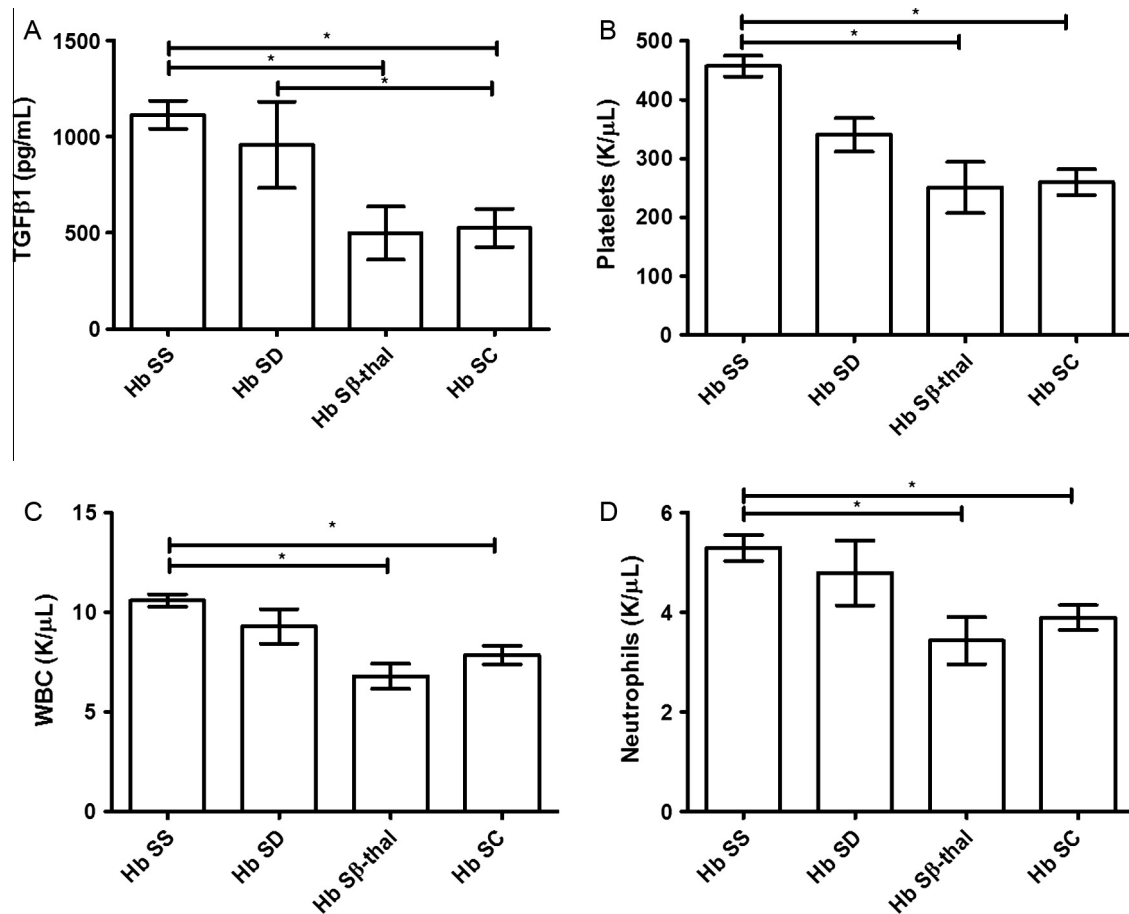 A
TGFβ1 (pg/mL)
1500
1000
500
0
*
*
*
Hb SS
Hb SD
Hb Sβ-thal
Hb SC
B
Platelets (K/μL)
500
400
300
200
100
0
*
*
Hb SS
Hb SD
Hb Sβ-thal
Hb SC
C
WBC (K/μL)
15
10
5
0
*
*
Hb SS
Hb SD
Hb Sβ-thal
Hb SC
D
Neutrophils (K/μL)
6
4
2
0
*
*
Hb SS
Hb SD
Hb Sβ-thal
Hb SC